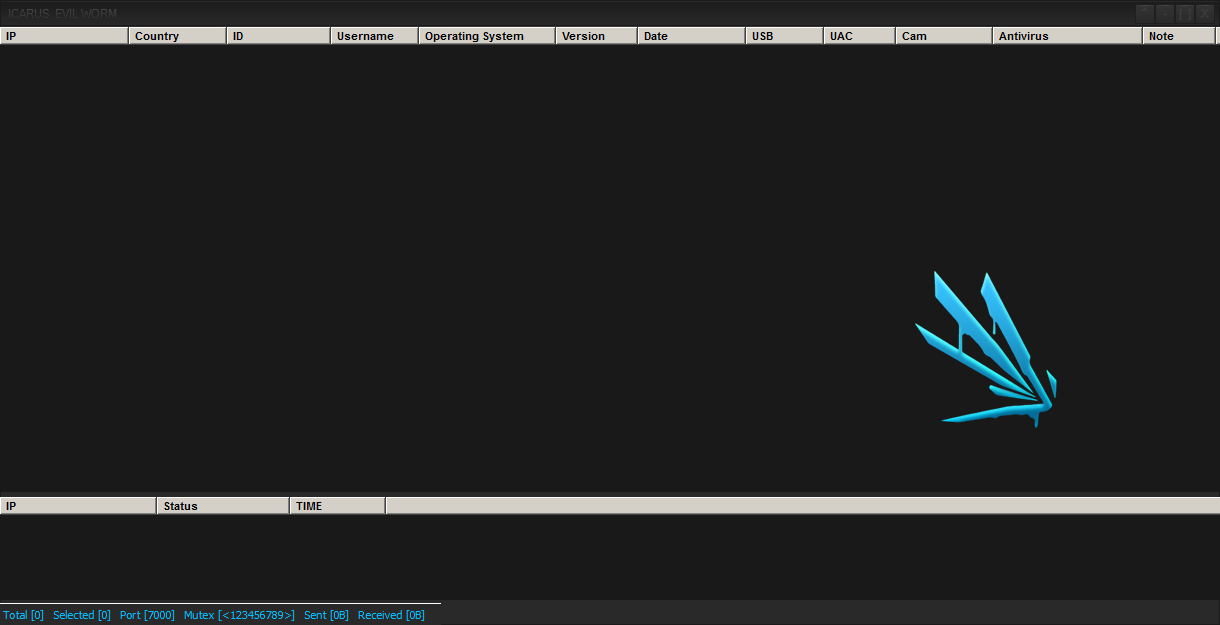 ICARUS EVIL WORM
IP Country ID Username Operating System Version Date USB UAC Cam Antivirus Note
IP Status TIME
Total [0] Selected [0] Port [7000] Mutex [<123456789>] Sent [0B] Received [0B]